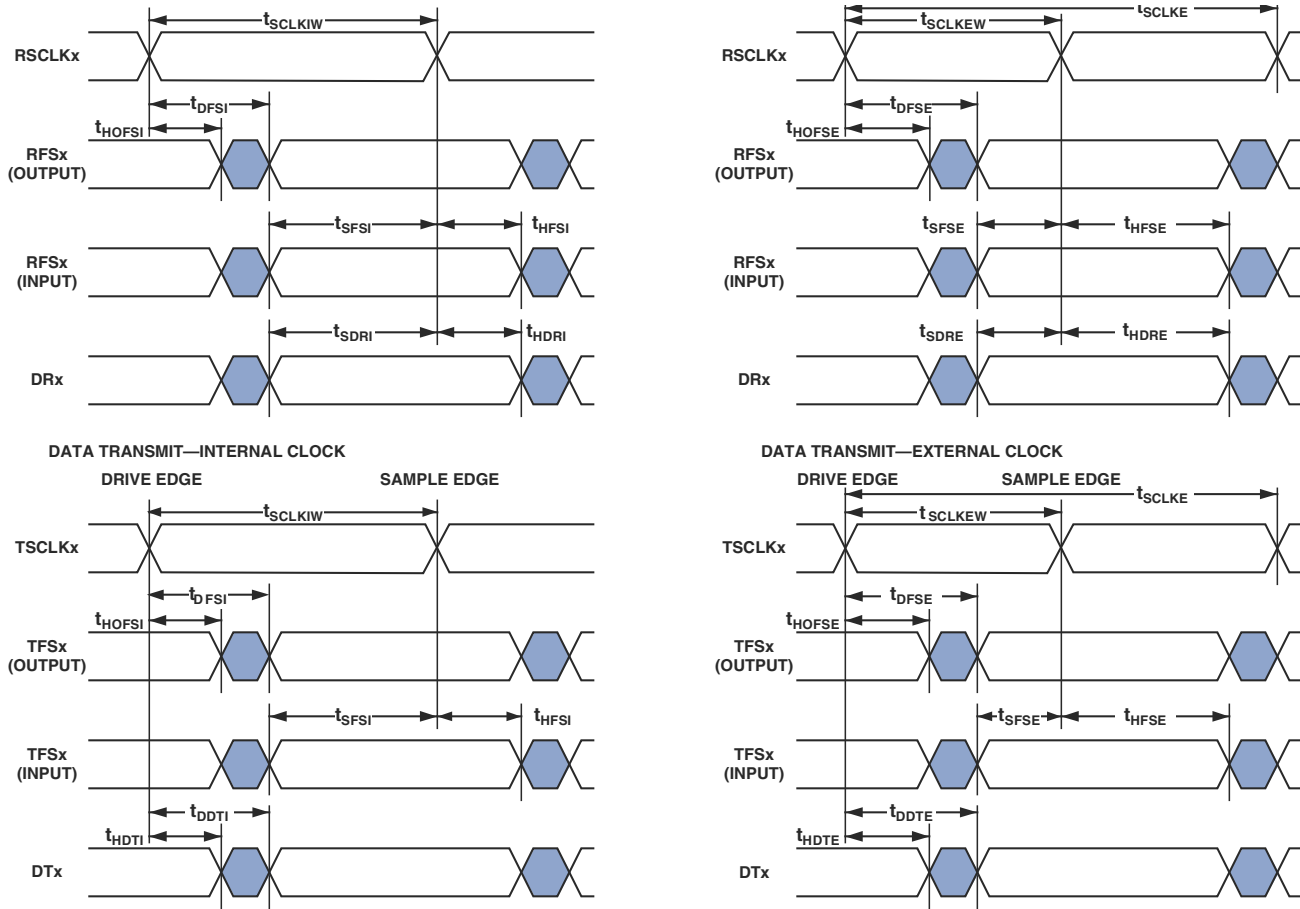 tSCLKIW
RSCLKx
tDFSI
tHOFSI
RFSx
(OUTPUT)
tSFSI
tHFSI
RFSx
(INPUT)
tSDRI
tHDRI
DRx
tSCLKE
tSCLKEW
RSCLKx
tDFSE
tHOFSE
RFSx
(OUTPUT)
tSFSE
tHFSE
RFSx
(INPUT)
tSDRE
tHDRE
DRx
DATA TRANSMIT—INTERNAL CLOCK
DRIVE EDGE
SAMPLE EDGE
tSCLKIW
TSCLKx
tDFSI
tHOFSI
TFSx
(OUTPUT)
tSFSI
tHFSI
TFSx
(INPUT)
tDDTI
tHDTI
DTx
DATA TRANSMIT—EXTERNAL CLOCK
DRIVE EDGE
SAMPLE EDGE
tSCLKE
tSCLKEW
TSCLKx
tDFSE
tHOFSE
TFSx
(OUTPUT)
tSFSE
tHFSE
TFSx
(INPUT)
tDDTE
tHDTE
DTx